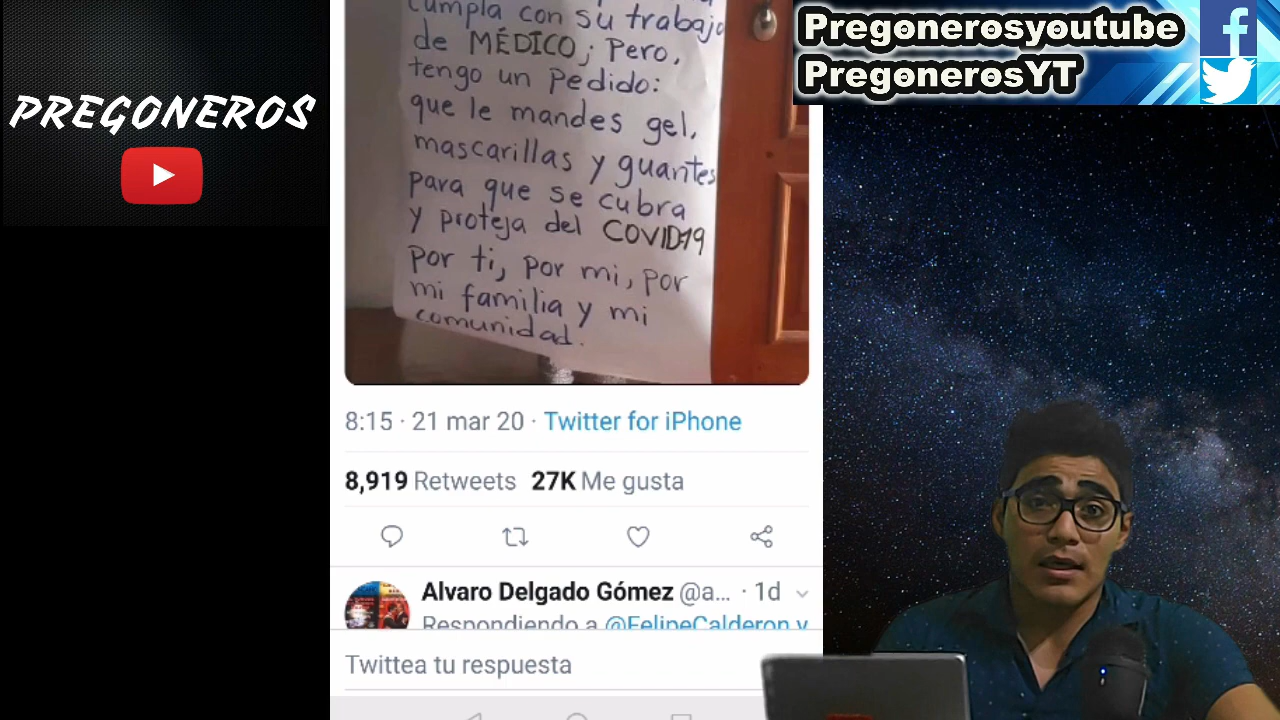 PREGONEROS
cumpla con su trabajo
de MÉDICO; Pero,
tengo un pedido:
que le mandes gel,
mascarillas y guantes
para que se cubra
y proteja del COVID19
por ti, por mi, por
mi familia y mi
comunidad.
8:15 · 21 mar 20 · Twitter for iPhone
8,919 Retweets 27K Me gusta
Alvaro Delgado Gómez @a... · 1d
Respondiendo a @FelipeCalderon y
Twittea tu respuesta
Pregonerosyoutube
PregonerosYT